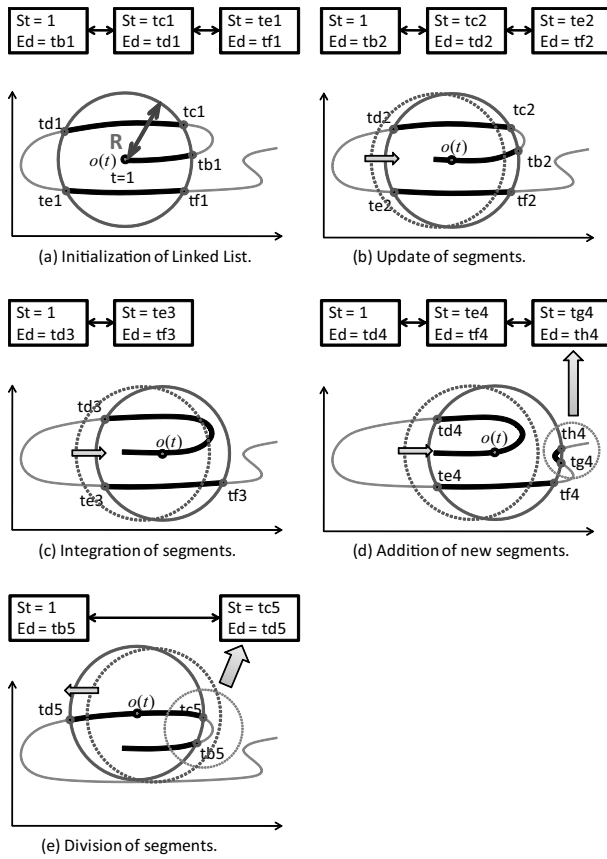 St = 1
Ed = tb1
St = tc1
Ed = td1
St = te1
Ed = tf1
td1
tc1
R
o(t)
t=1
tb1
te1
tf1
(a) Initialization of Linked List.
St = 1
Ed = tb2
St = tc2
Ed = td2
St = te2
Ed = tf2
td2
tc2
o(t)
tb2
te2
tf2
(b) Update of segments.
St = 1
Ed = td3
St = te3
Ed = tf3
td3
o(t)
te3
tf3
(c) Integration of segments.
St = 1
Ed = td4
St = te4
Ed = tf4
St = tg4
Ed = th4
td4
o(t)
th4
tg4
te4
tf4
(d) Addition of new segments.
St = 1
Ed = tb5
St = tc5
Ed = td5
td5
o(t)
tc5
tb5
(e) Division of segments.